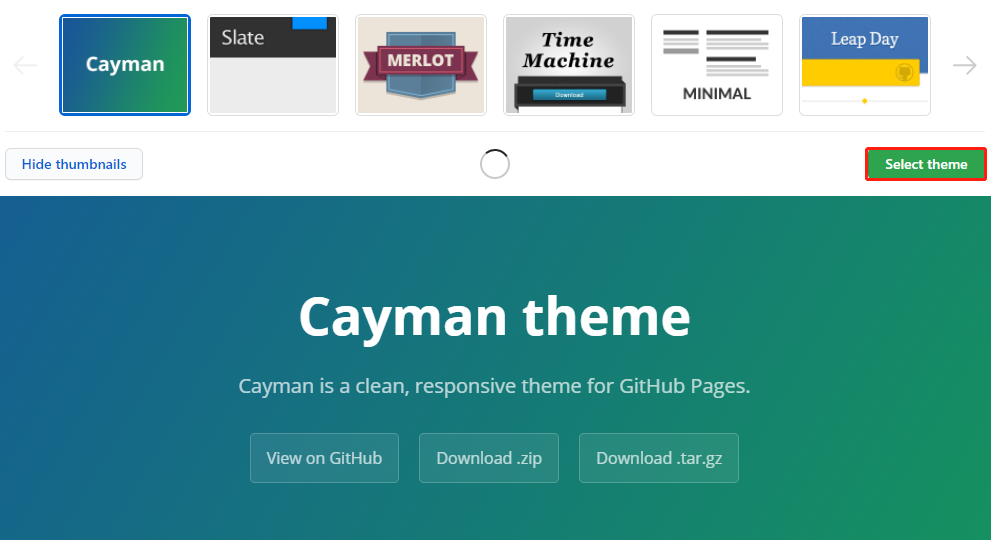 Cayman
Slate
MERLOT
Time
Machine
Download
MINIMAL
Leap Day
Hide thumbnails
Select theme
Cayman theme
Cayman is a clean, responsive theme for GitHub Pages.
View on GitHub
Download .zip
Download .tar.gz